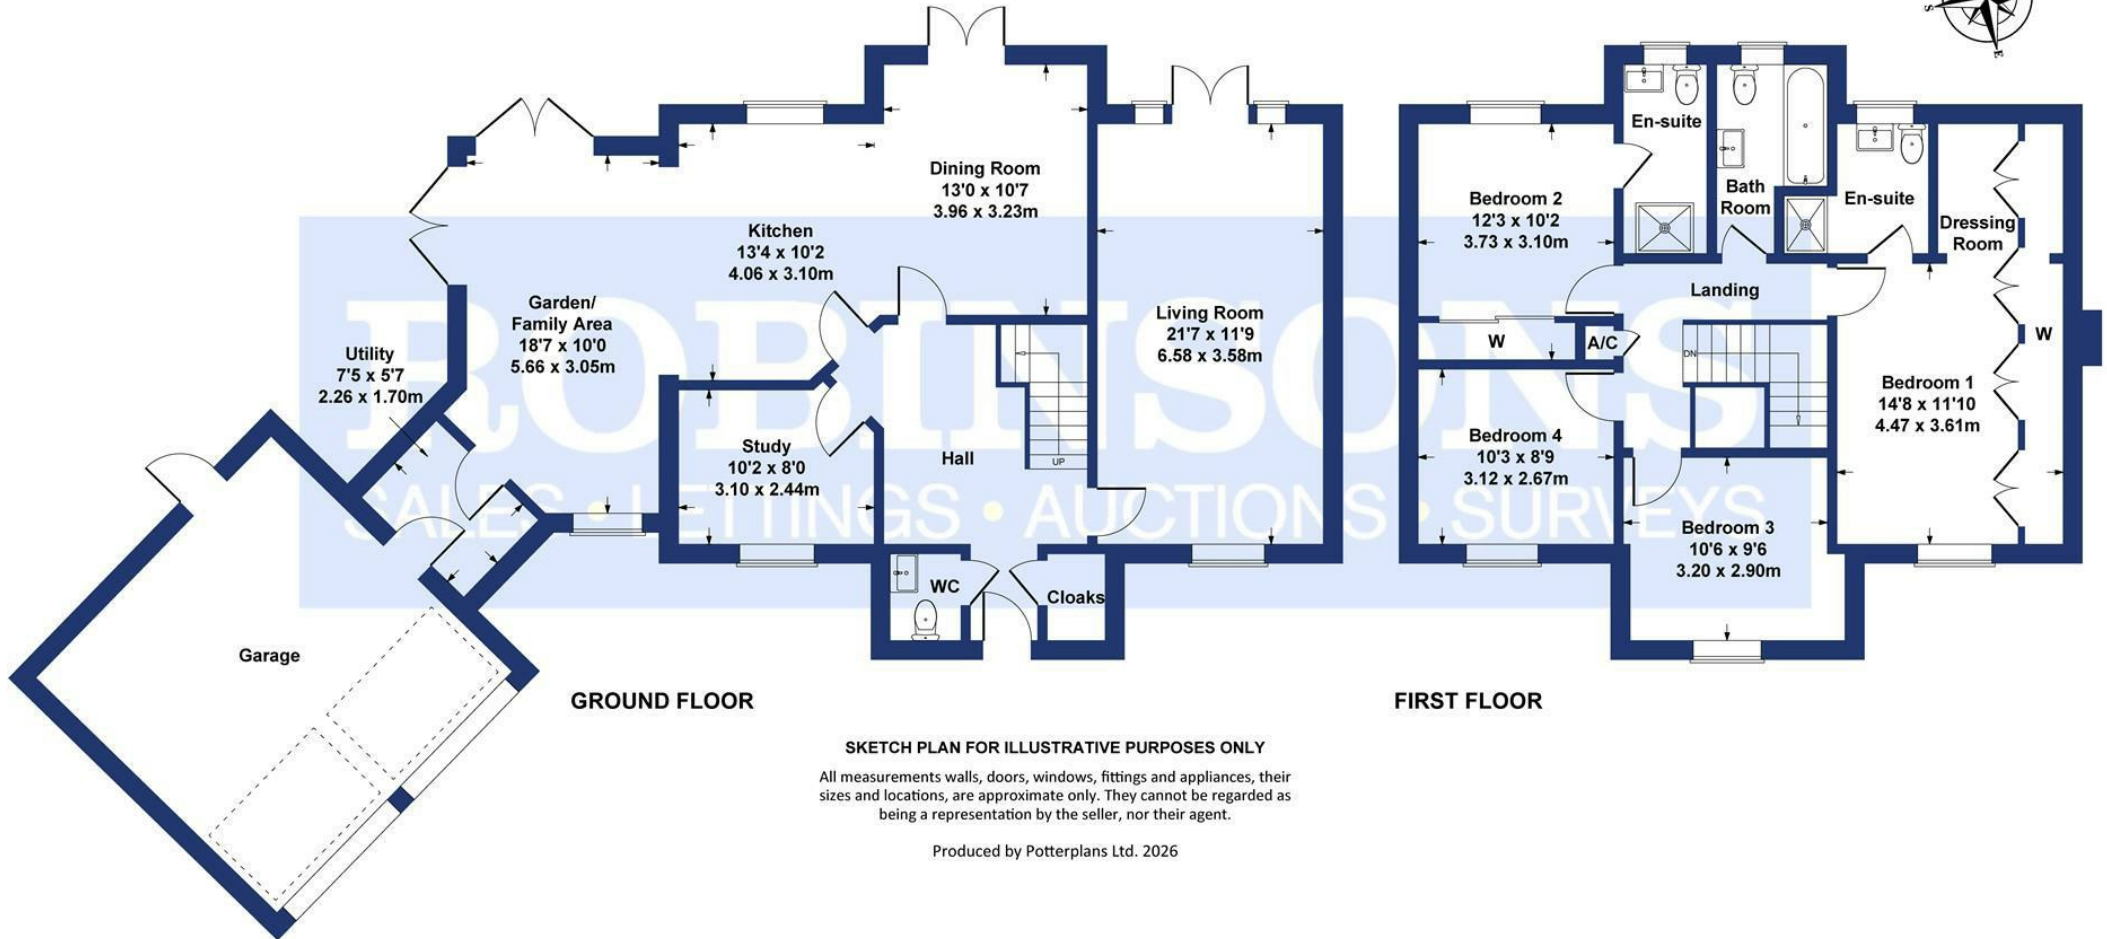 S
E
Dining Room
13'0 x 10'7
3.96 x 3.23m
Kitchen
13'4 x 10'2
4.06 x 3.10m
Garden/
Family Area
18'7 x 10'0
5.66 x 3.05m
Utility
7'5 x 5'7
2.26 x 1.70m
Living Room
21'7 x 11'9
6.58 x 3.58m
Study
10'2 x 8'0
3.10 x 2.44m
Hall
UP
WC
Cloaks
Garage
GROUND FLOOR
En-suite
Bedroom 2
12'3 x 10'2
3.73 x 3.10m
Bath
Room
En-suite
Dressing
Room
Landing
W
A/C
DN
W
Bedroom 1
14'8 x 11'10
4.47 x 3.61m
Bedroom 4
10'3 x 8'9
3.12 x 2.67m
Bedroom 3
10'6 x 9'6
3.20 x 2.90m
FIRST FLOOR
ROBINSONS
SALES • LETTINGS • AUCTIONS • SURVEYS
SKETCH PLAN FOR ILLUSTRATIVE PURPOSES ONLY
All measurements walls, doors, windows, fittings and appliances, their
sizes and locations, are approximate only. They cannot be regarded as
being a representation by the seller, nor their agent.
Produced by Potterplans Ltd. 2026